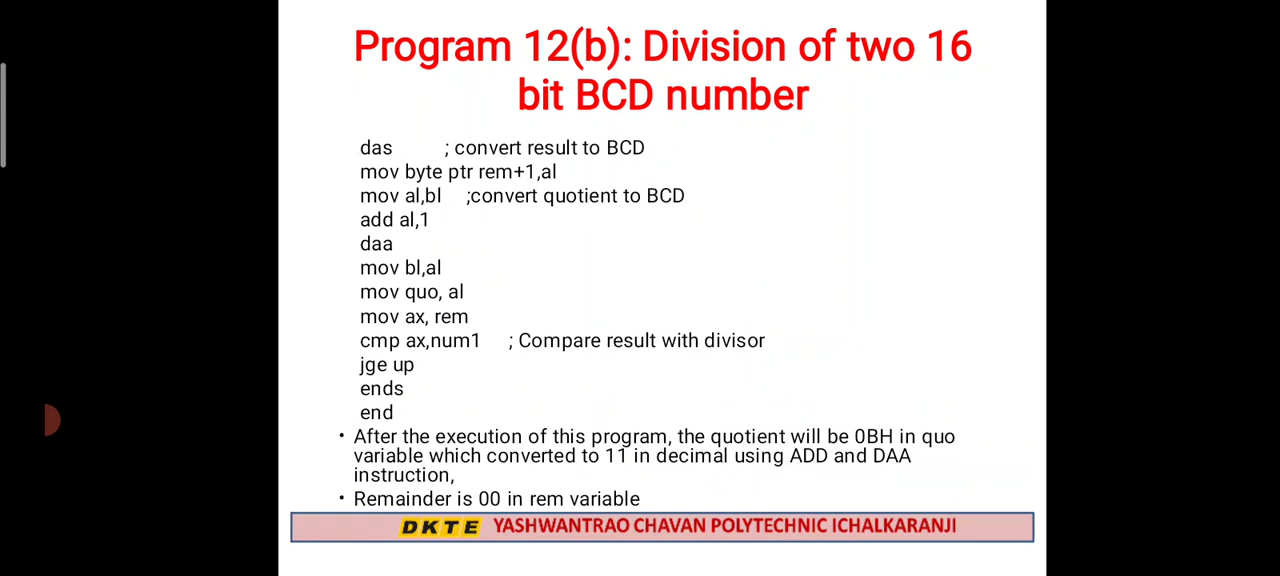 Program 12(b): Division of two 16
bit BCD number
das ; convert result to BCD
mov byte ptr rem+1,al
mov al,bl ;convert quotient to BCD
add al,1
daa
mov bl,al
mov quo, al
mov ax, rem
cmp ax,num1 ; Compare result with divisor
jge up
ends
end
• After the execution of this program, the quotient will be 0BH in quo
variable which converted to 11 in decimal using ADD and DAA
instruction,
• Remainder is 00 in rem variable
DKTE YASHWANTRAO CHAVAN POLYTECHNIC ICHALKARANJI